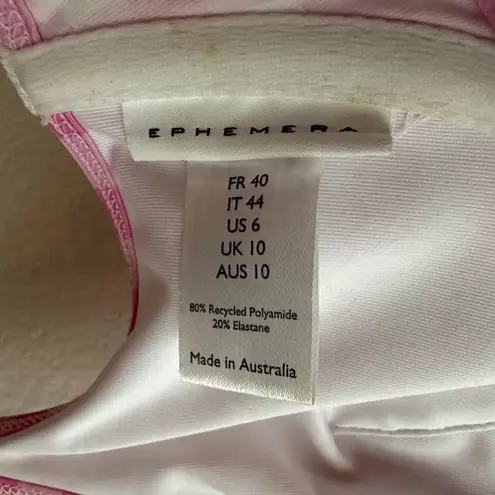 EPHEMERA
FR 40
IT 44
US 6
UK 10
AUS 10
80% Recycled Polyamide
20% Elastane
Made in Australia